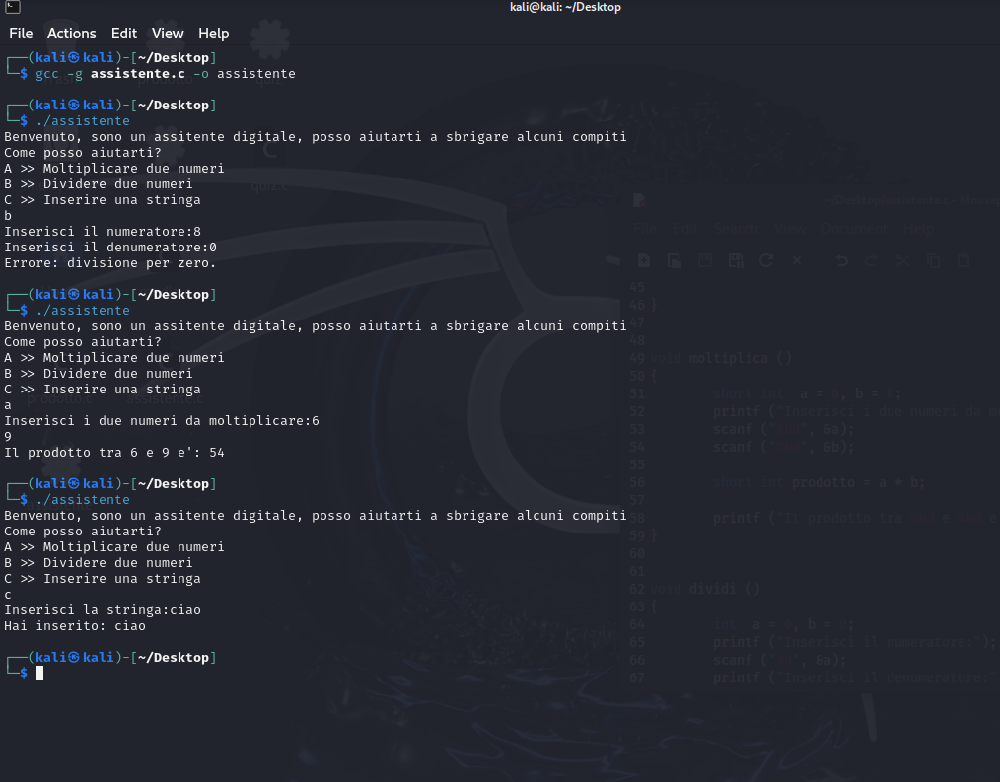 kali@kali: ~/Desktop
File Actions Edit View Help
┌──(kali㉿kali)-[~/Desktop]
└─$ gcc -g assistente.c -o assistente
┌──(kali㉿kali)-[~/Desktop]
└─$ ./assistente
Benvenuto, sono un assitente digitale, posso aiutarti a sbrigare alcuni compiti
Come posso aiutarti?
A >> Moltiplicare due numeri
B >> Dividere due numeri
C >> Inserire una stringa
b
Inserisci il numeratore:8
Inserisci il denumeratore:0
Errore: divisione per zero.
┌──(kali㉿kali)-[~/Desktop]
└─$ ./assistente
Benvenuto, sono un assitente digitale, posso aiutarti a sbrigare alcuni compiti
Come posso aiutarti?
A >> Moltiplicare due numeri
B >> Dividere due numeri
C >> Inserire una stringa
a
Inserisci i due numeri da moltiplicare:6
9
Il prodotto tra 6 e 9 e': 54
┌──(kali㉿kali)-[~/Desktop]
└─$ ./assistente
Benvenuto, sono un assitente digitale, posso aiutarti a sbrigare alcuni compiti
Come posso aiutarti?
A >> Moltiplicare due numeri
B >> Dividere due numeri
C >> Inserire una stringa
c
Inserisci la stringa:ciao
Hai inserito: ciao
┌──(kali㉿kali)-[~/Desktop]
└─$
quiz.c
prodotto.c assistente.c
File Edit Search View Document Help
45
46 }
47
48
49 void moltiplica ()
50 {
51 short int a = 0, b = 0;
52 printf ("Inserisci i due numeri da
53 scanf ("%hd", &a);
54 scanf ("%hd", &b);
55
56 short int prodotto = a * b;
57
58 printf ("Il prodotto tra %hd e %hd
59 }
60
61
62 void dividi ()
63 {
64 int a = 0, b = 0;
65 printf ("Inserisci il numeratore:");
66 scanf ( &a);
67 printf ("Inserisci il denumeratore:"